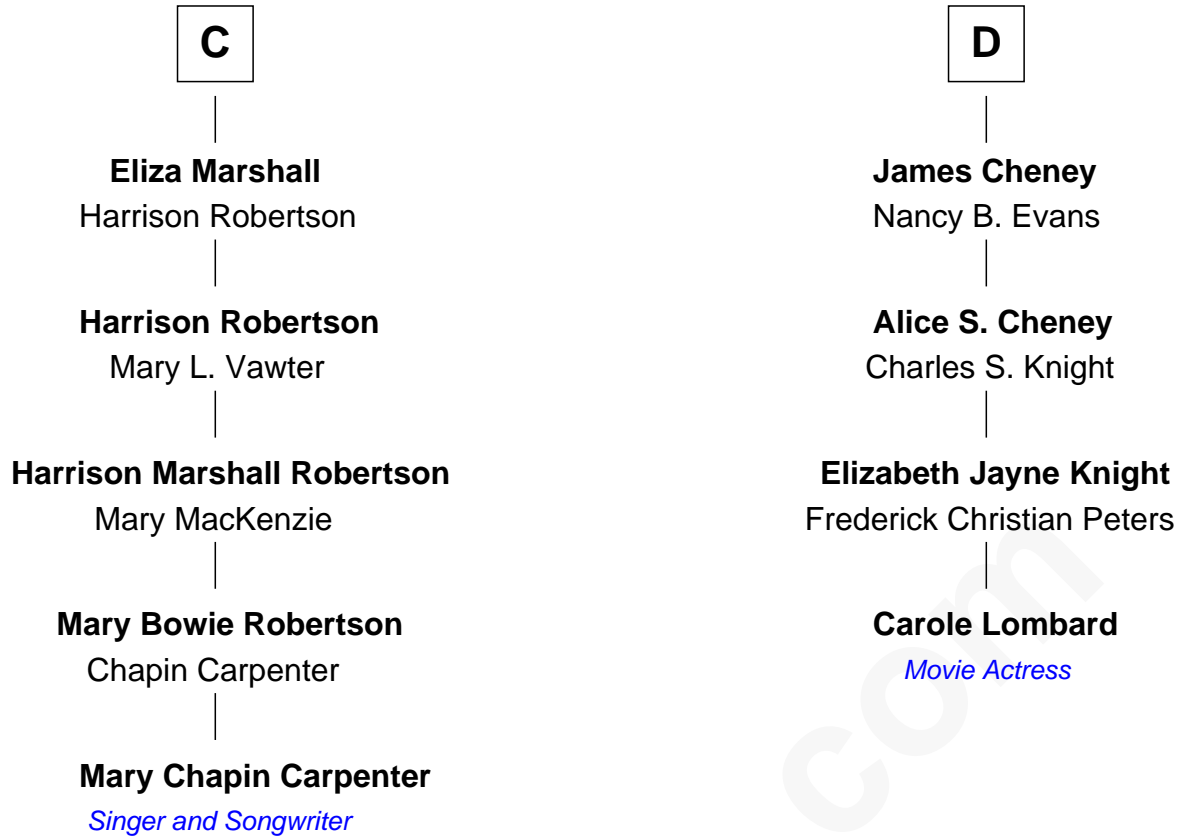 C
Eliza Marshall
Harrison Robertson
Harrison Robertson
Mary L. Vawter
Harrison Marshall Robertson
Mary MacKenzie
Mary Bowie Robertson
Chapin Carpenter
Mary Chapin Carpenter
Singer and Songwriter
D
James Cheney
Nancy B. Evans
Alice S. Cheney
Charles S. Knight
Elizabeth Jayne Knight
Frederick Christian Peters
Carole Lombard
Movie Actress
com